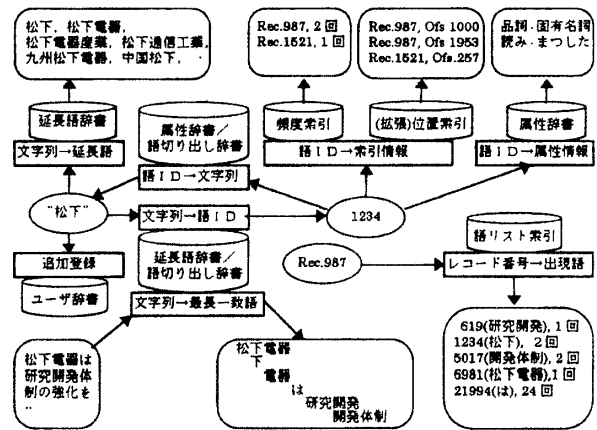 松下, 松下電器,
松下電器産業, 松下通信工業,
九州松下電器, 中国松下, ·
Rec.987, 2 回
Rec.1521, 1 回
Rec.987, Ofs 1000
Rec.987, Ofs 1953
Rec.1521, Ofs.257
品詞・固有名詞
読み・まつした
延長語辞書
文字列→延長語
属性辞書／
語切り出し辞書
語ＩＤ→文字列
頻度索引
(拡張)位置索引
語ＩＤ→索引情報
属性辞書
語ＩＤ→属性情報
"松下"
文字列→語ＩＤ
1234
追加登録
ユーザ辞書
延長語辞書／
語切り出し辞書
文字列→最長一致語
Rec.987
語リスト索引
レコード番号→出現語
松下電器は
研究開発体
制の強化を
..
松下電器
下
電器
は
研究開発
開発体制
619(研究開発), 1 回
1234(松下), 2 回
5017(開発体制), 2 回
6981(松下電器),1 回
21994(は), 24 回